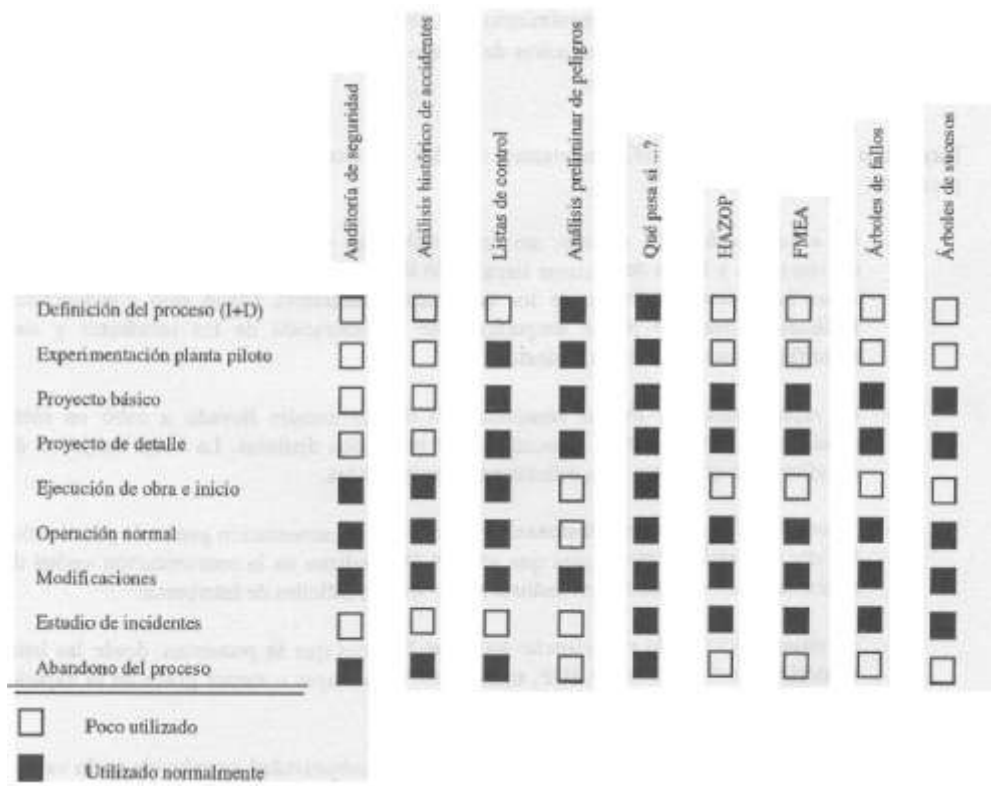 Auditoría de seguridad
Análisis histórico de accidentes
Listas de control
Análisis preliminar de peligros
Qué pasa si ...?
HAZOP
FMEA
Árboles de fallos
Árboles de sucesos
Definición del proceso (I+D)
Experimentación planta piloto
Proyecto básico
Proyecto de detalle
Ejecución de obra e inicio
Operación normal
Modificaciones
Estudio de incidentes
Abandono del proceso
Poco utilizado
Utilizado normalmente